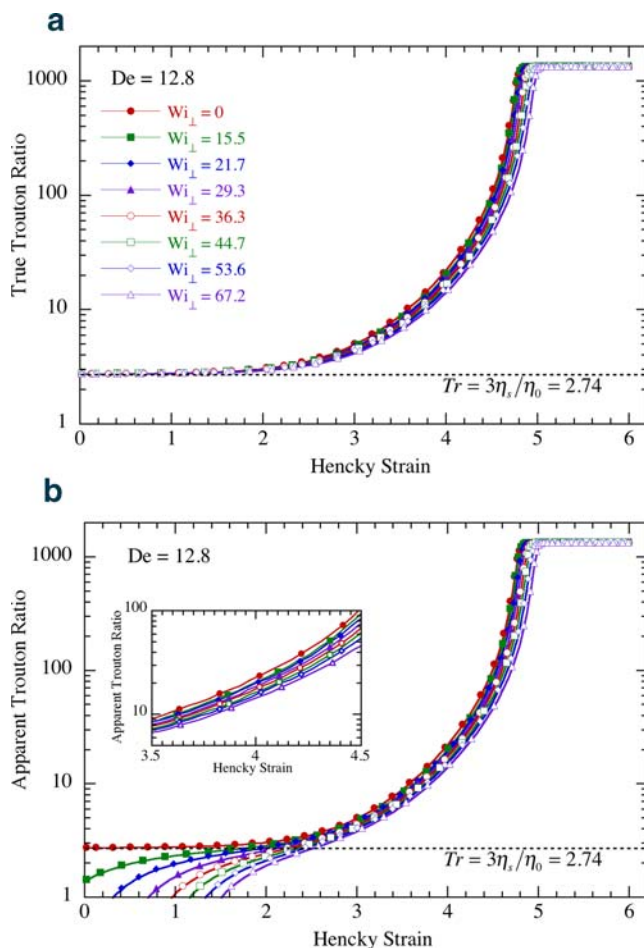 a
1000
100
10
1
True Trouton Ratio
De = 12.8
Wi⊥ = 0
Wi⊥ = 15.5
Wi⊥ = 21.7
Wi⊥ = 29.3
Wi⊥ = 36.3
Wi⊥ = 44.7
Wi⊥ = 53.6
Wi⊥ = 67.2
Tr = 3ηs/η0 = 2.74
0 1 2 3 4 5 6
Hencky Strain
b
1000
100
10
1
Apparent Trouton Ratio
De = 12.8
100
10
Apparent Trouton Ratio
3.5 4 4.5
Hencky Strain
Tr = 3ηs/η0 = 2.74
0 1 2 3 4 5 6
Hencky Strain